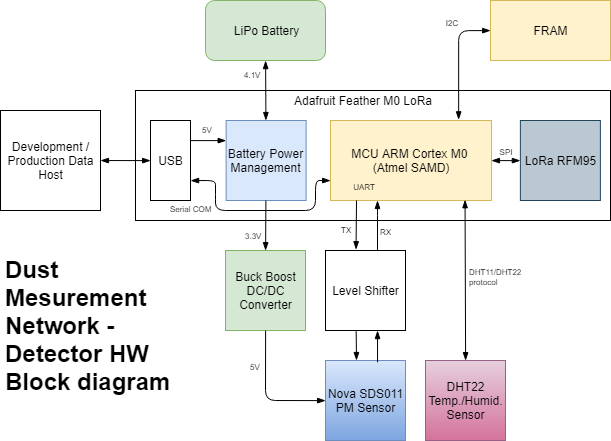 LiPo Battery
I2C
FRAM
4.1V
Adafruit Feather M0 LoRa
Development /
Production Data
Host
USB
5V
Battery Power
Management
MCU ARM Cortex M0
(Atmel SAMD)
SPI
LoRa RFM95
UART
Serial COM
TX
RX
3.3V
Dust
Mesurement
Network -
Detector HW
Block diagram
Buck Boost
DC/DC
Converter
Level Shifter
DHT11/DHT22
protocol
5V
Nova SDS011
PM Sensor
DHT22
Temp./Humid.
Sensor